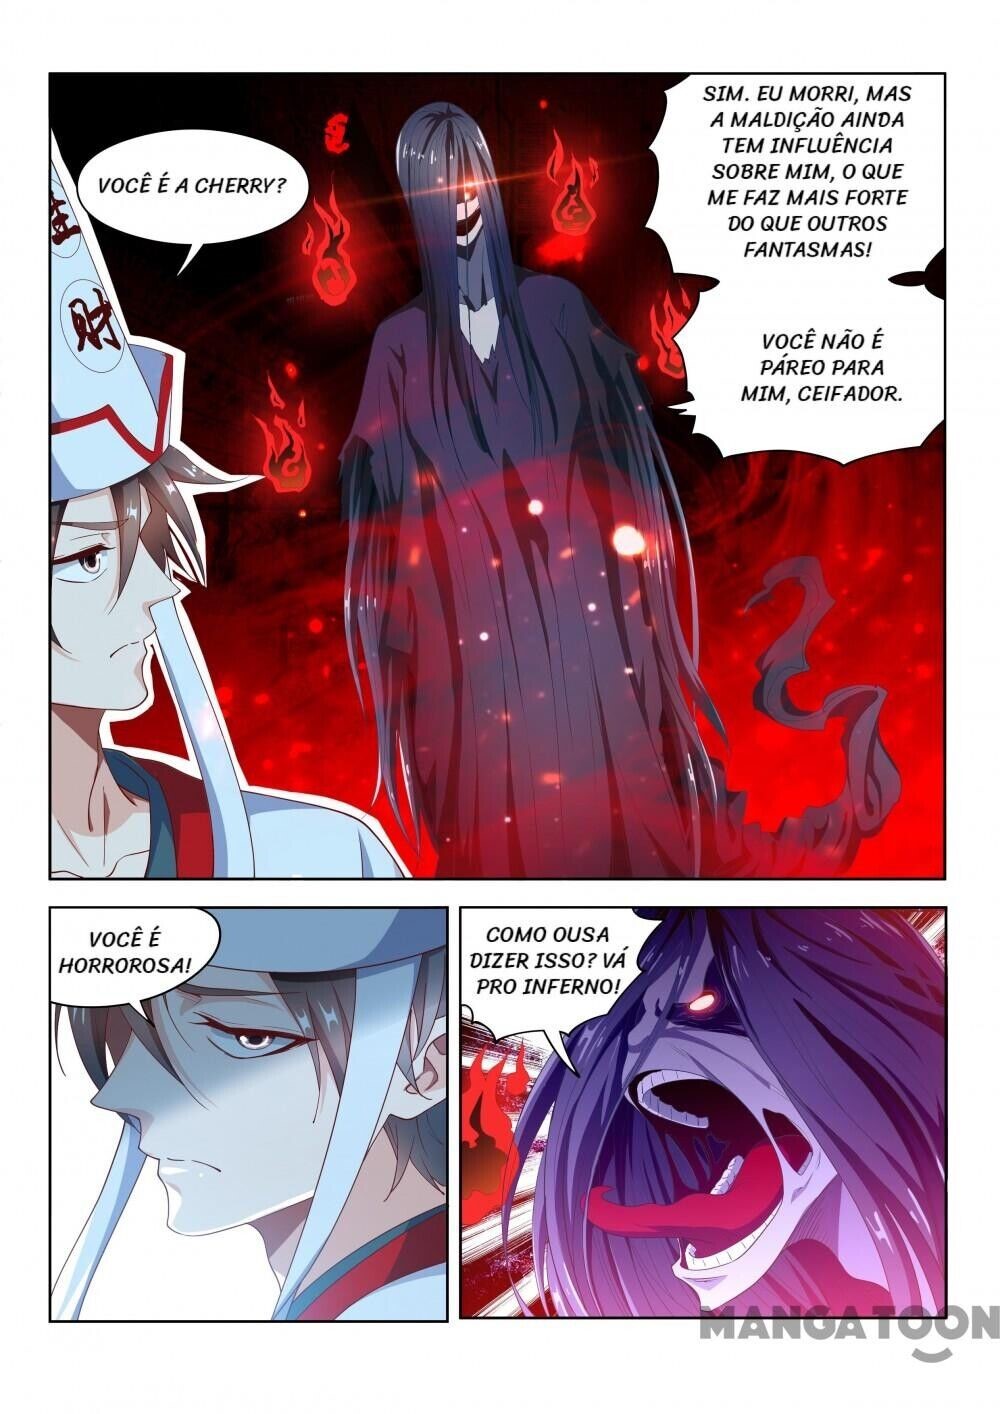 VOCÊ É A CHERRY?
SIM. EU MORRI, MAS
A MALDIÇÃO AINDA
TEM INFLUÊNCIA
SOBRE MIM, O QUE
ME FAZ MAIS FORTE
DO QUE OUTROS
FANTASMAS!
VOCÊ NÃO É
PÁREO PARA
MIM, CEIFADOR.
財
VOCÊ É
HORROROSA!
COMO OUSA
DIZER ISSO? VÁ
PRO INFERNO!
MANGATOON